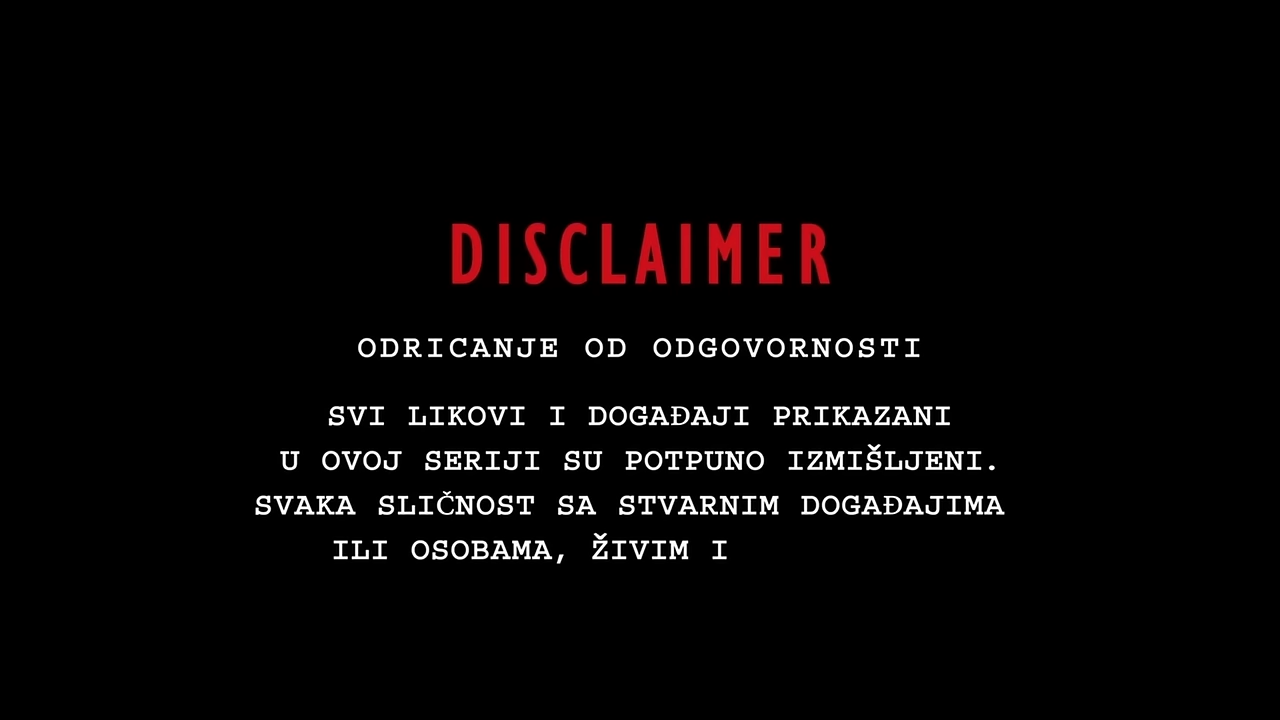 DISCLAIMER
ODRICANJE OD ODGOVORNOSTI
SVI LIKOVI I DOGAĐAJI PRIKAZANI
U OVOJ SERIJI SU POTPUNO IZMIŠLJENI.
SVAKA SLIČNOST SA STVARNIM DOGAĐAJIMA
ILI OSOBAMA, ŽIVIM I